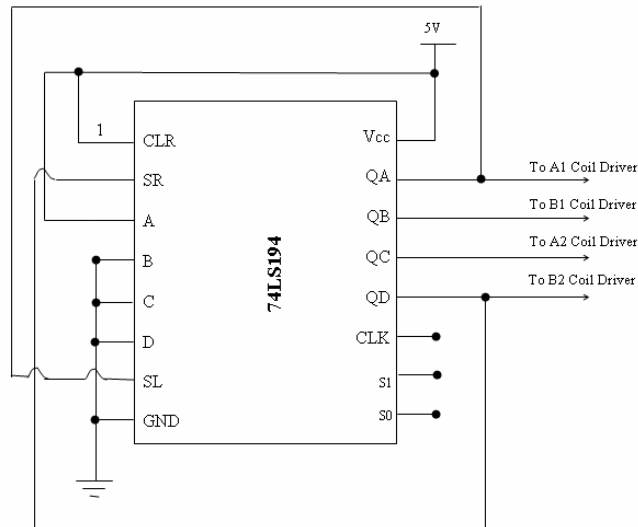 5V
1
CLR
SR
A
B
C
D
SL
GND
74LS194
Vcc
QA
QB
QC
QD
CLK
S1
S0
To A1 Coil Driver
To B1 Coil Driver
To A2 Coil Driver
To B2 Coil Driver